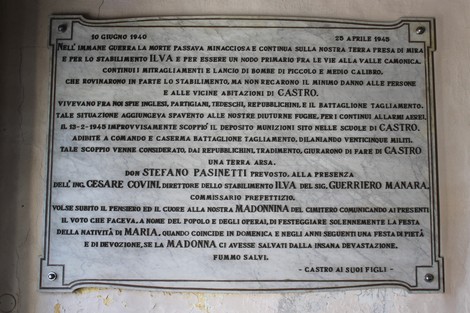 10 GIUGNO 1940 25 APRILE 1945
NELL'IMMANE GUERRA LA MORTE PASSAVA MINACCIOSA E CONTINUA SULLA NOSTRA TERRA PRESA DI MIRA
E PER LO STABILIMENTO ILVA E PER ESSERE UN NODO PRIMARIO FRA LE VIE ALLA VALLE CAMONICA.
CONTINUI MITRAGLIAMENTI E LANCIO DI BOMBE DI PICCOLO E MEDIO CALIBRO.
CHE ROVINARONO IN PARTE LO STABILIMENTO, MA NON RECARONO IL MINIMO DANNO ALLE PERSONE
E ALLE VICINE ABITAZIONI DI CASTRO.
VIVEVANO FRA NOI SPIE INGLESI, PARTIGIANI, TEDESCHI, REPUBBLICHINI, E IL BATTAGLIONE TAGLIAMENTO.
TALE SITUAZIONE AGGIUNGEVA SPAVENTO ALLE NOSTRE DIUTURNE FUGHE, PER I CONTINUI ALLARMI AEREI.
IL 13-2-1945 IMPROVVISAMENTE SCOPPIÒ IL DEPOSITO MUNIZIONI SITO NELLE SCUOLE DI CASTRO.
ADIBITE A COMANDO E CASERMA BATTAGLIONE TAGLIAMENTO, DILANIANDO VENTICINQUE MILITI.
TALE SCOPPIO VENNE CONSIDERATO, DAI REPUBBLICHINI, TRADIMENTO, GIURARONO DI FARE DI CASTRO
UNA TERRA ARSA.
DON STEFANO PASINETTI PREVOSTO, ALLA PRESENZA
DELL'ING. CESARE COVINI, DIRETTORE DELLO STABILIMENTO ILVA DEL SIG. GUERRIERO MANARA.
COMMISSARIO PREFETTIZIO.
VOLSE SUBITO IL PENSIERO ED IL CUORE ALLA NOSTRA MADONNINA DEL CIMITERO COMUNICANDO AI PRESENTI
IL VOTO CHE FACEVA, A NOME DEL POPOLO E DEGLI OPERAI, DI FESTEGGIARE SOLENNEMENTE LA FESTA
DELLA NATIVITÀ DI MARIA, QUANDO COINCIDE IN DOMENICA E NEGLI ANNI SEGUENTI UNA FESTA DI PIETÀ
E DI DEVOZIONE, SE LA MADONNA CI AVESSE SALVATI DALLA INSANA DEVASTAZIONE.
FUMMO SALVI.
- CASTRO AI SUOI FIGLI -